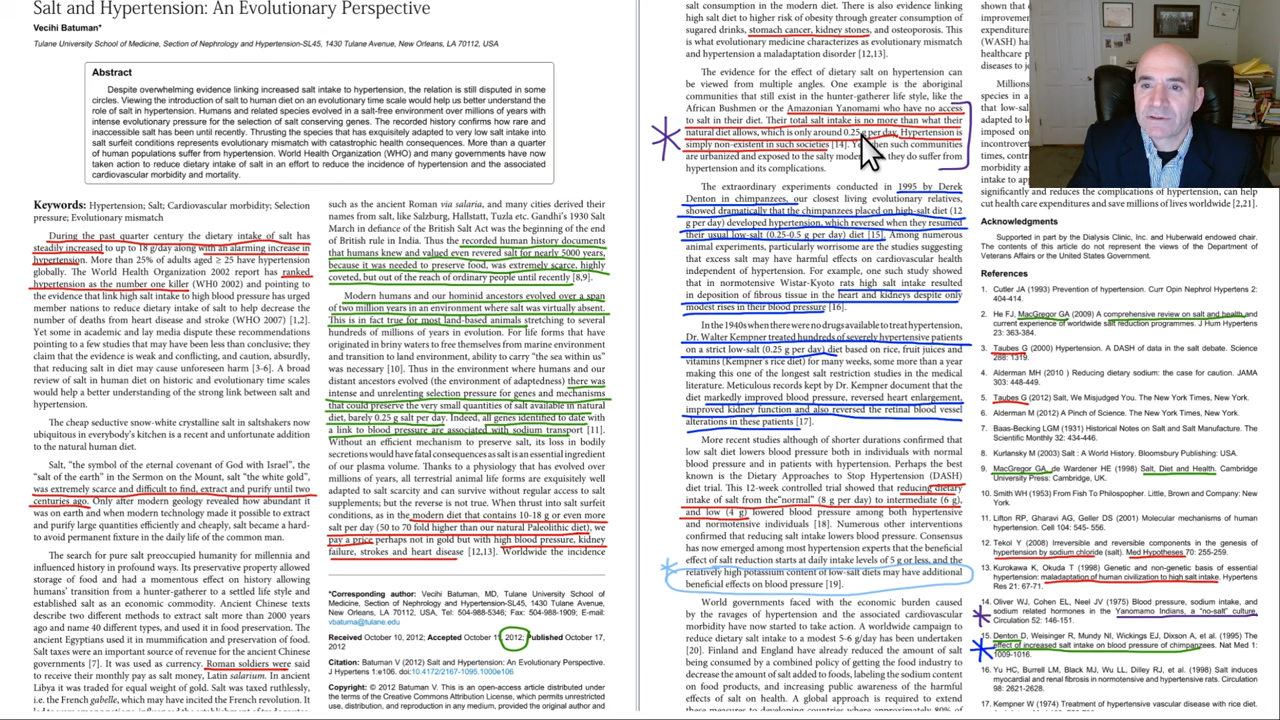 Salt and Hypertension: An Evolutionary Perspective
Vecihi Batuman*
Tulane University School of Medicine, Section of Nephrology and Hypertension-SL45, 1430 Tulane Avenue, New Orleans, LA 70112, USA
Abstract
Despite overwhelming evidence linking increased salt intake to hypertension, the relation is still disputed in some
circles. Viewing the introduction of salt to human diet on an evolutionary time scale would help us better understand the
role of salt in hypertension. Humans and related species evolved in a salt-free environment over millions of years with
intense evolutionary pressure for the selection of salt conserving genes. The recorded history confirms how rare and
inaccessible salt has been until recently. Thrusting the species that has exquisitely adapted to very low salt intake into
salt surfeit conditions represents evolutionary mismatch with catastrophic health consequences. More than a quarter
of human populations suffer from hypertension. World Health Organization (WHO) and many governments have now
taken action to reduce dietary intake of salt in an effort to reduce the incidence of hypertension and the associated
cardiovascular morbidity and mortality.
Keywords: Hypertension; Salt; Cardiovascular morbidity; Selection
pressure; Evolutionary mismatch
During the past quarter century the dietary intake of salt has
steadily increased to up to 18 g/day along with an alarming increase in
hypertension. More than 25% of adults aged ≥ 25 have hypertension
globally. The World Health Organization 2002 report has ranked
hypertension as the number one killer (WHO 2002) and pointing to
the evidence that link high salt intake to high blood pressure has urged
member nations to reduce dietary intake of salt to help decrease the
number of deaths from heart disease and stroke (WHO 2007) [1,2].
Yet some in academic and lay media dispute these recommendations
pointing to a few studies that may have been less than conclusive; they
claim that the evidence is weak and conflicting, and caution, absurdly,
that reducing salt in diet may cause unforeseen harm [3-6]. A broad
review of salt in human diet on historic and evolutionary time scales
would help a better understanding of the strong link between salt and
hypertension.
The cheap seductive snow-white crystalline salt in saltshakers now
ubiquitous in everybody's kitchen is a recent and unfortunate addition
to the natural human diet.
Salt, "the symbol of the eternal covenant of God with Israel", the
"salt of the earth" in the Sermon on the Mount, salt "the white gold",
was extremely scarce and difficult to find, extract and purify until two
centuries ago. Only after modern geology revealed how abundant it
was on earth and when modern technology made it possible to extract
and purify large quantities efficiently and cheaply, salt became a hard-
to avoid permanent fixture in the daily life of the common man.
The search for pure salt preoccupied humanity for millennia and
influenced history in profound ways. Its preservative property allowed
storage of food and had a momentous effect on history allowing
humans' transition from a hunter-gatherer to a settled life style and
established salt as an economic commodity. Ancient Chinese texts
describe two different methods to extract salt more than 2000 years
ago and name 40 different types, and used it in food preservation. The
ancient Egyptians used it in mummification and preservation of food.
Salt taxes were an important source of revenue for the ancient Chinese
governments [7]. It was used as currency, Roman soldiers were said
to receive their monthly pay as salt money, Latin salarium. In ancient
Libya it was traded for equal weight of gold. Salt was taxed ruthlessly,
i.e. the French gabelle, which may have incited the French Revolution.
such as the ancient Roman via salaria, and many cities derived their
names from salt, like Salzburg, Hallstatt, Tuzla etc. Gandhi's 1930 Salt
March in defiance of the British Salt Act was the beginning of the end
of British rule in India. Thus the recorded human history documents
that humans knew and valued even revered salt for nearly 5000 years,
because it was needed to preserve food, was extremely scarce, highly
coveted, but out of the reach of ordinary people until recently [8,9].
Modern humans and our hominid ancestors evolved over a span
of two million years in an environment where salt was virtually absent.
This is in fact true for most land-based animals stretching to several
hundreds of millions of years in evolution. For life forms that have
originated in briny waters to free themselves from marine environment
and transition to land environment, ability to carry "the sea within us"
was necessary [10]. Thus in the environment where humans and our
distant ancestors evolved (the environment of adaptedness) there was
intense and unrelenting selection pressure for genes and mechanisms
that could preserve the very small quantities of salt available in natural
diet, barely 0.25 g salt per day. Indeed, all genes identified to date with
a link to blood pressure are associated with sodium transport [11].
Without an efficient mechanism to preserve salt, its loss in bodily
secretions would have fatal consequences as salt is an essential ingredient
of our plasma volume. Thanks to a physiology that has evolved over
millions of years, all terrestrial animal life forms are exquisitely well
adapted to salt scarcity and can survive without regular access to salt
supplements, but the reverse is not true. When thrust into salt surfeit
conditions, as in the modern diet that contains 10-18 g or even more
salt per day (50 to 70 fold higher than our natural Paleolithic diet), we
pay a price perhaps not in gold but with high blood pressure, kidney
failure, strokes and heart disease [12,13]. Worldwide the incidence
*Corresponding author: Vecihi Batuman, MD, Tulane University School of
Medicine, Section of Nephrology and Hypertension-SL45, 1430 Tulane Avenue,
New Orleans, LA 70112, USA, Tel: 504-988-5346; Fax: 504-988-1909; E-mail:
vbatuma@tulane.edu
Received October 10, 2012; Accepted October 1 , 2012; Published October 17,
2012
Citation: Batuman V (2012) Salt and Hypertension: An Evolutionary Perspective.
J Hypertens 1:e106. doi:10.4172/2167-1095.1000e106
Copyright: © 2012 Batuman V. This is an open-access article distributed under
the terms of the Creative Commons Attribution License, which permits unrestricted
use, distribution, and reproduction in any medium, provided the original author and
salt consumption in the modern diet. There is also evidence linking
high salt diet to higher risk of obesity through greater consumption of
sugared drinks, stomach cancer, kidney stones, and osteoporosis. This
is what evolutionary medicine characterizes as evolutionary mismatch
and hypertension a maladaptation disorder [12,13].
The evidence for the effect of dietary salt on hypertension can
be viewed from multiple angles. One example is the aboriginal
communities that still exist in the hunter-gatherer life style, like the
African Bushmen or the Amazonian Yanomami who have no access
to salt in their diet. Their total salt intake is no more than what their
natural diet allows, which is only around 0.25 g per day. Hypertension is
simply non-existent in such societies [14]. when such communities
are urbanized and exposed to the salty moder they do suffer from
hypertension and its complications.
The extraordinary experiments conducted in 1995 by Derek
Denton in chimpanzees, our closest living evolutionary relatives,
showed dramatically that the chimpanzees placed on high-salt diet (12
g per day) developed hypertension, which reversed when they resumed
their usual low-salt (0.25-0.5 g per day) diet [15]. Among numerous
animal experiments, particularly worrisome are the studies suggesting
that excess salt may have harmful effects on cardiovascular health
independent of hypertension. For example, one such study showed
that in normotensive Wistar-Kyoto rats high salt intake resulted
in deposition of fibrous tissue in the heart and kidneys despite only
modest rises in their blood pressure [16].
In the 1940s when there were no drugs available to treat hypertension,
Dr. Walter Kempner treated hundreds of severely hypertensive patients
on a strict low-salt (0.25 g per day) diet based on rice, fruit juices and
vitamins (Kempner's rice diet) for many weeks, some more than a year
making this one of the longest salt restriction studies in the medical
literature. Meticulous records kept by Dr. Kempner document that the
diet markedly improved blood pressure, reversed heart enlargement,
improved kidney function and also reversed the retinal blood vessel
alterations in these patients [17].
More recent studies although of shorter durations confirmed that
low salt diet lowers blood pressure both in individuals with normal
blood pressure and in patients with hypertension. Perhaps the best
known is the Dietary Approaches to Stop Hypertension (DASH)
diet trial. This 12-week controlled trial showed that reducing dietary
intake of salt from the"normal" (8 g per day) to intermediate (6 g),
and low (4 g) lowered blood pressure among both hypertensive
and normotensive individuals [18]. Numerous other interventions
confirmed that reducing salt intake lowers blood pressure. Consensus
has now emerged among most hypertension experts that the beneficial
effect of salt reduction starts at daily intake levels of 5 g or less, and the
relatively high potassium content of low-salt diets may have additional
beneficial effects on blood pressure [19].
World governments faced with the economic burden caused
by the ravages of hypertension and the associated cardiovascular
morbidity have now started to take action. A worldwide campaign to
reduce dietary salt to a modest 5-6 g/day has been undertaken
[20]. Finland and England have already reduced the amount of salt
being consumed by a combined policy of getting the food industry to
decrease the amount of salt added to foods, labeling the sodium content
on food products, and increasing public awareness of the harmful
effects of salt on health. A global approach is required to extend
these measures to developing countries where approximately 80% of
shown that
improvemen
expenditures
(WASH) has
healthcare p
diseases to j
Millions
species in a
that low-salt
adapted to l
imposed on
incontrovert
times, contr
morbidity a
intake to app
significantly and reduces the complications of hypertension, can help
cut health care expenditures and save millions of lives worldwide [2,21].
Acknowledgments
Supported in part by the Dialysis Clinic, Inc. and Huberwald endowed chair.
The contents of this article do not represent the views of the Department of
Veterans Affairs or the United States Government.
References
1. Cutler JA (1993) Prevention of hypertension. Curr Opin Nephrol Hypertens 2:
404-414.
2. He FJ, MacGregor GA (2009) A comprehensive review on salt and health and
current experience of worldwide salt reduction programmes. J Hum Hypertens
23: 363-384.
3. Taubes G (2000) Hypertension. A DASH of data in the salt debate. Science
288: 1319.
4. Alderman MH (2010 ) Reducing dietary sodium: the case for caution. JAMA
303: 448-449.
5. Taubes G (2012) Salt, We Misjudged You. The New York Times, New York.
6. Alderman M (2012) A Pinch of Science. The New York Times, New York.
7. Baas-Becking LGM (1931) Historical Notes on Salt and Salt Manufacture. The
Scientific Monthly 32: 434-446.
8. Kurlansky M (2003) Salt : A World History. Bloomsbury Publishing, USA.
9. MacGregor GA, de Wardener HE (1998) Salt, Diet and Health. Cambridge
University Press: Cambridge, UK.
10. Smith HW (1953) From Fish To Philospopher. Little, Brown and Company: New
York.
11. Lifton RP, Gharavi AG, Geller DS (2001) Molecular mechanisms of human
hypertension. Cell 104: 545- 556.
12. Tekol Y (2008) Irreversible and reversible components in the genesis of
hypertension by sodium chloride (salt). Med Hypotheses 70: 255-259.
13. Kurokawa K, Okuda T (1998) Genetic and non-genetic basis of essential
hypertension: maladaptation of human civilization to high salt intake. Hypertens
Res 21: 67-71.
14. Oliver WJ, Cohen EL, Neel JV (1975) Blood pressure, sodium intake, and
sodium related hormones in the Yanomamo Indians, a "no-salt" culture.
Circulation 52: 146-151.
15. Denton D, Weisinger R, Mundy NI, Wickings EJ, Dixson A, et al. (1995) The
effect of increased salt intake on blood pressure of chimpanzees. Nat Med 1:
1009-1016.
16. Yu HC, Burrell LM, Black MJ, Wu LL, Dilley RJ, et al. (1998) Salt induces
myocardial and renal fibrosis in normotensive and hypertensive rats. Circulation
98: 2621-2628.
17. Kempner W (1974) Treatment of hypertensive vascular disease with rice diet.